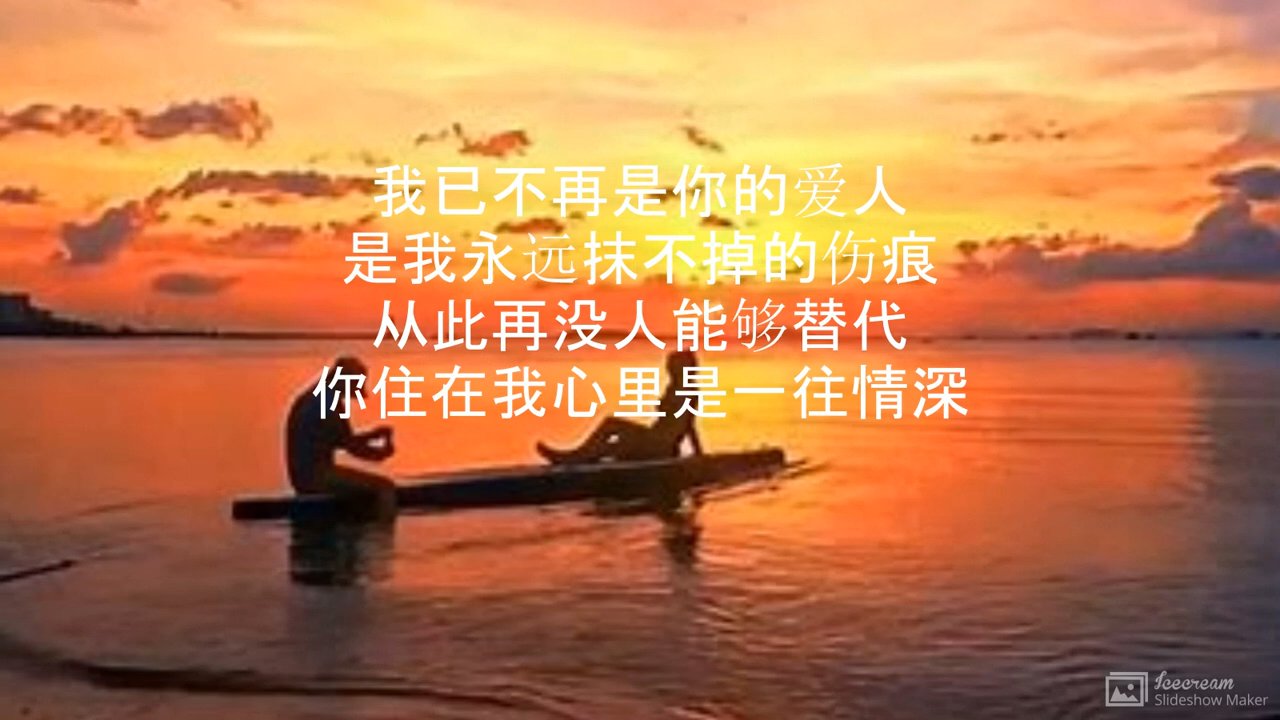 我已不再是你的爱人
是我永远抹不掉的伤痕
从此再没人能够替代
你住在我心里是一往情深
Icecream
Slideshow Maker